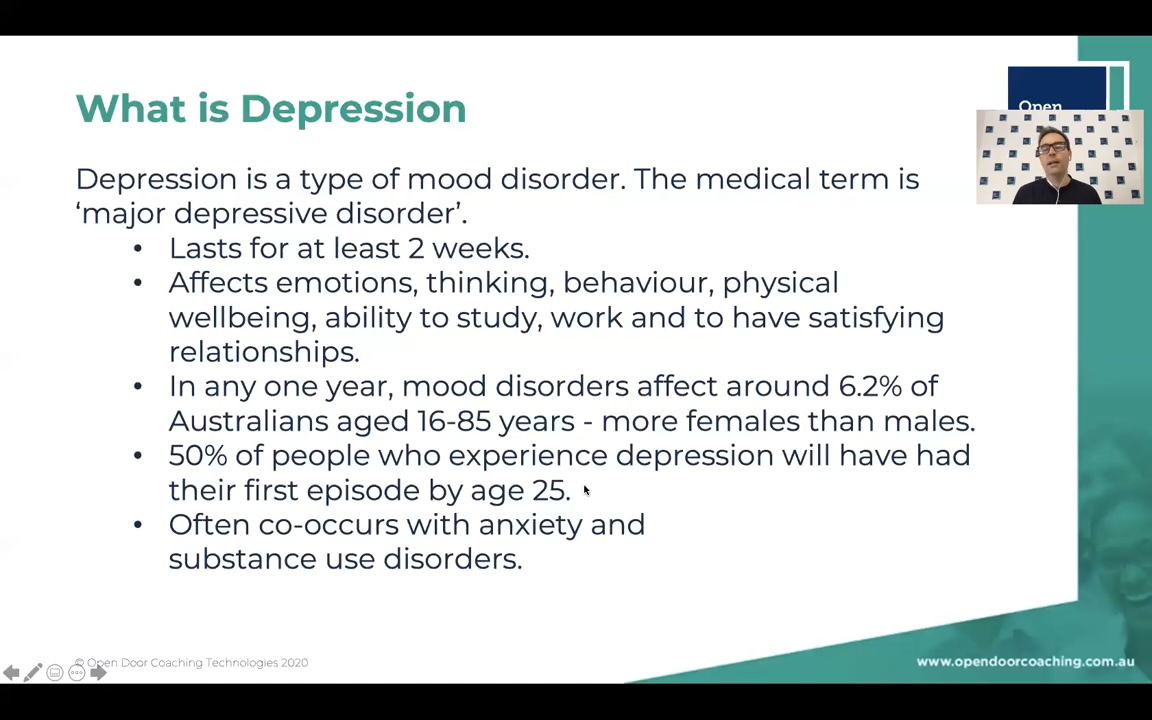 What is Depression
Open
Depression is a type of mood disorder. The medical term is
‘major depressive disorder’.
• Lasts for at least 2 weeks.
• Affects emotions, thinking, behaviour, physical
wellbeing, ability to study, work and to have satisfying
relationships.
• In any one year, mood disorders affect around 6.2% of
Australians aged 16-85 years - more females than males.
• 50% of people who experience depression will have had
their first episode by age 25.
• Often co-occurs with anxiety and
substance use disorders.
© Open Door Coaching Technologies 2020
www.opendoorcoaching.com.au